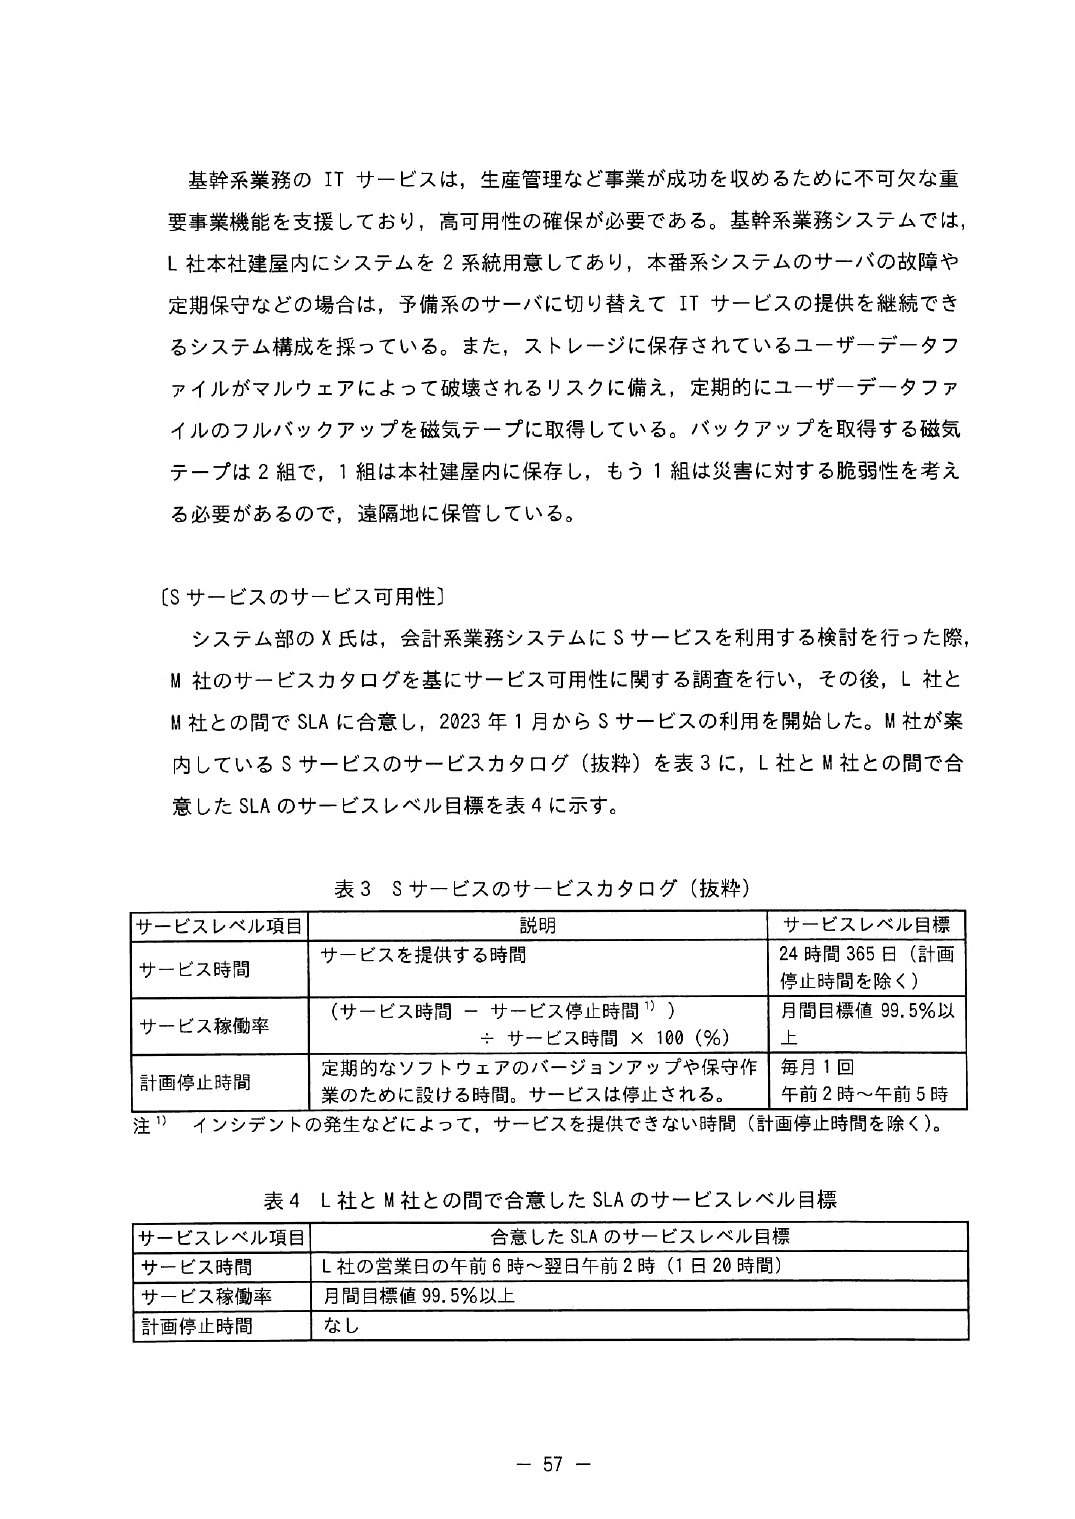 基幹系業務の IT サービスは，生産管理など事業が成功を収めるために不可欠な重
要事業機能を支援しており，高可用性の確保が必要である。基幹系業務システムでは，
L 社本社建屋内にシステムを 2 系統用意してあり，本番系システムのサーバの故障や
定期保守などの場合は，予備系のサーバに切り替えて IT サービスの提供を継続でき
るシステム構成を採っている。また，ストレージに保存されているユーザーデータフ
ァイルがマルウェアによって破壊されるリスクに備え，定期的にユーザーデータファ
イルのフルバックアップを磁気テープに取得している。バックアップを取得する磁気
テープは 2 組で，1 組は本社建屋内に保存し，もう 1 組は災害に対する脆弱性を考え
る必要があるので，遠隔地に保管している。
〔S サービスのサービス可用性〕
システム部の X 氏は，会計系業務システムに S サービスを利用する検討を行った際，
M 社のサービスカタログを基にサービス可用性に関する調査を行い，その後，L 社と
M 社との間で SLA に合意し，2023 年 1 月から S サービスの利用を開始した。M 社が案
内している S サービスのサービスカタログ（抜粋）を表 3 に，L 社と M 社との間で合
意した SLA のサービスレベル目標を表 4 に示す。
表 3 S サービスのサービスカタログ（抜粋）
サービスレベル項目 説明 サービスレベル目標
サービス時間 サービスを提供する時間 24 時間 365 日（計画
停止時間を除く）
サービス稼働率 （サービス時間 － サービス停止時間 1) ） 月間目標値 99.5%以
÷ サービス時間 × 100（%） 上
計画停止時間 定期的なソフトウェアのバージョンアップや保守作 毎月 1 回
業のために設ける時間。サービスは停止される。 午前 2 時～午前 5 時
注 1) インシデントの発生などによって，サービスを提供できない時間（計画停止時間を除く）。
表 4 L 社と M 社との間で合意した SLA のサービスレベル目標
サービスレベル項目 合意した SLA のサービスレベル目標
サービス時間 L 社の営業日の午前 6 時～翌日午前 2 時（1 日 20 時間）
サービス稼働率 月間目標値 99.5%以上
計画停止時間 なし
－ 57 －